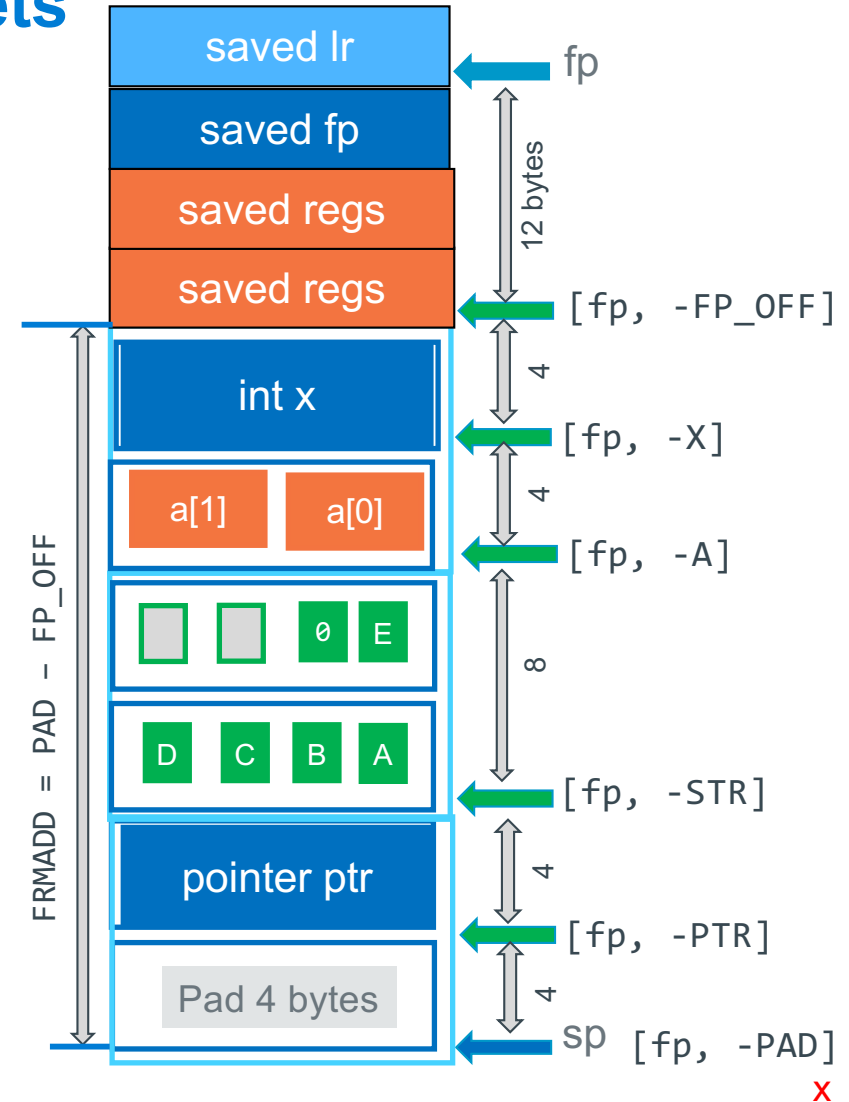 ets
saved lr
fp
saved fp
12 bytes
saved regs
saved regs
[fp, -FP_OFF]
4
int x
[fp, -X]
4
a[1] a[0]
[fp, -A]
FRMADD = PAD – FP_OFF
0 E
8
D C B A
[fp, -STR]
4
pointer ptr
[fp, -PTR]
4
Pad 4 bytes
sp [fp, -PAD]
x